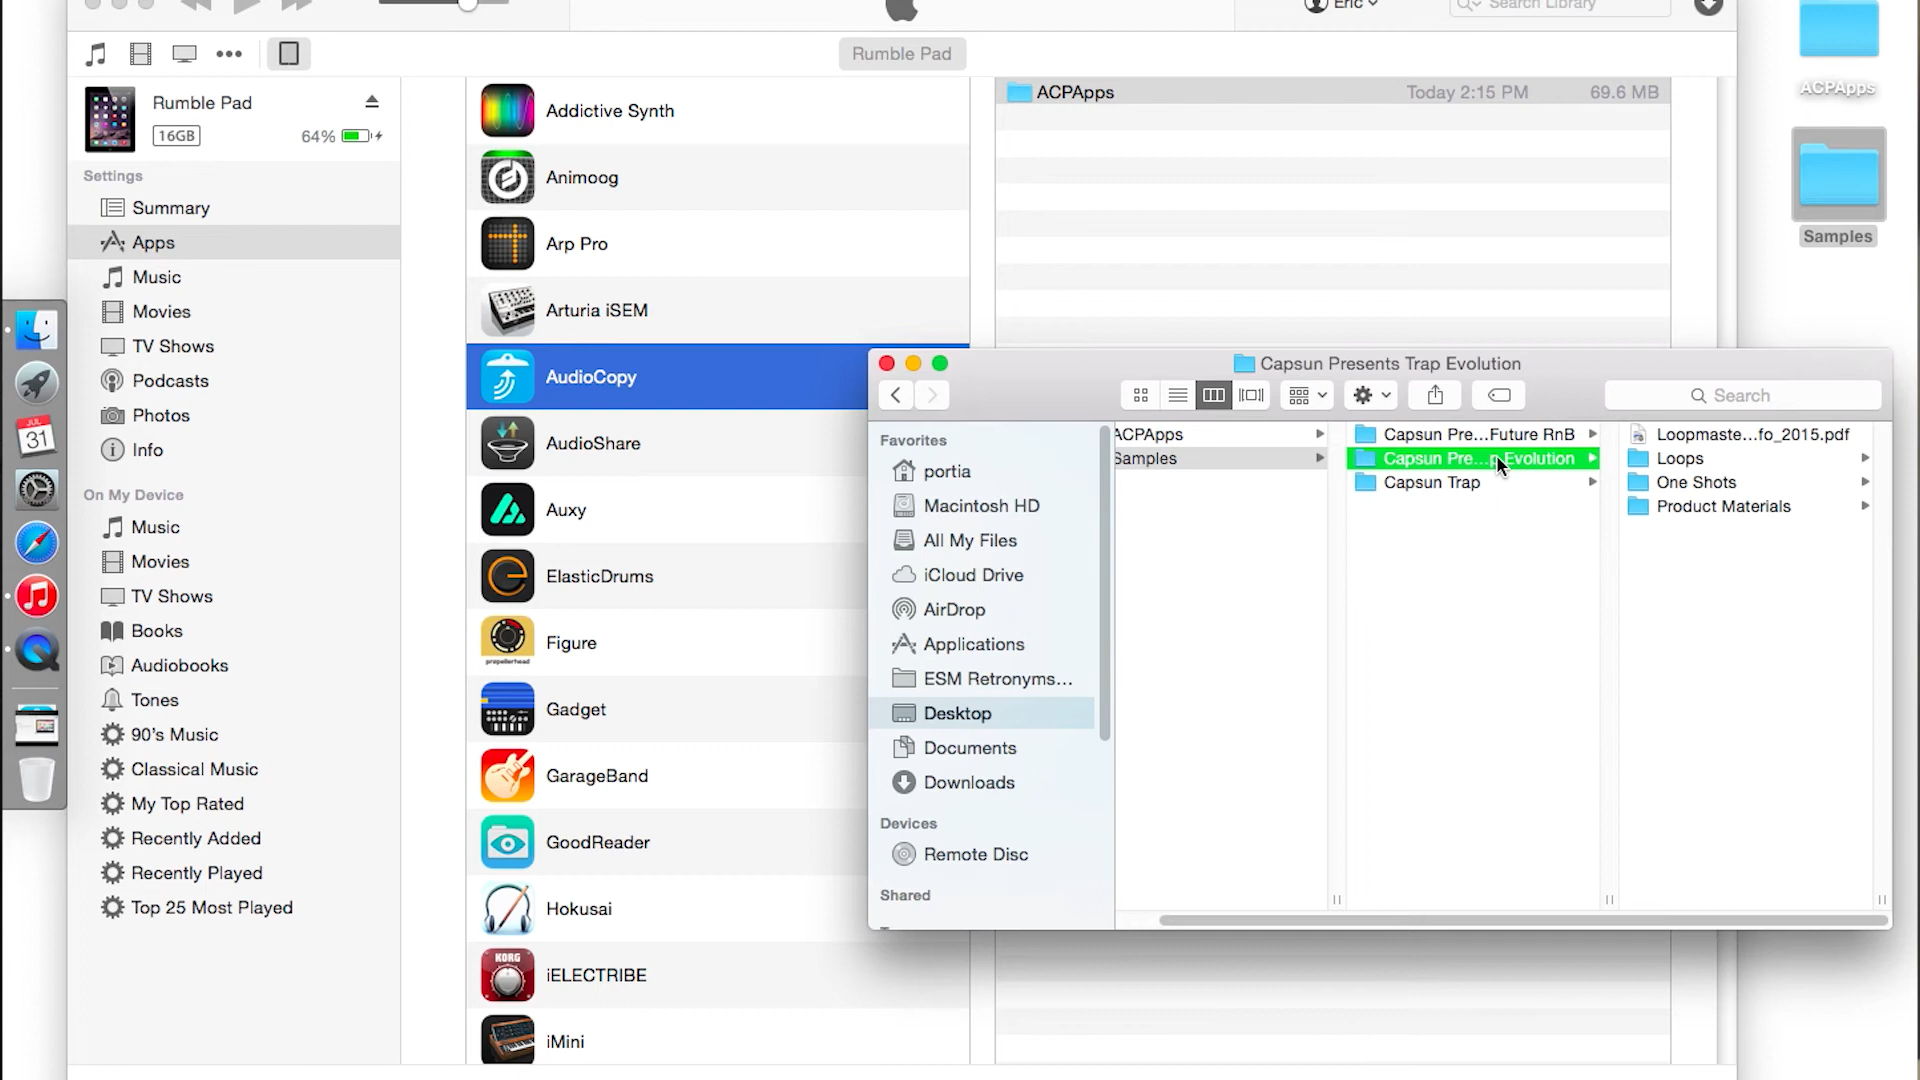 Eric
Search Library
Rumble Pad
Rumble Pad
16GB
64%
Settings
Summary
Apps
Music
Movies
TV Shows
Podcasts
Photos
Info
On My Device
Music
Movies
TV Shows
Books
Audiobooks
Tones
90's Music
Classical Music
My Top Rated
Recently Added
Recently Played
Top 25 Most Played
JUL
31
Addictive Synth
Animoog
Arp Pro
Arturia iSEM
AudioCopy
AudioShare
Auxy
ElasticDrums
Figure
propellerhead
Gadget
GarageBand
GoodReader
Hokusai
KORG
iELECTRIBE
iMini
ACPApps Today 2:15 PM 69.6 MB
ACPApps
Samples
Capsun Presents Trap Evolution
Search
Favorites
portia
Macintosh HD
All My Files
iCloud Drive
AirDrop
Applications
ESM Retronyms...
Desktop
Documents
Downloads
Devices
Remote Disc
Shared
ACPApps
Samples
Capsun Pre...Future RnB
Capsun Pre...p Evolution
Capsun Trap
Loopmaste...fo_2015.pdf
Loops
One Shots
Product Materials